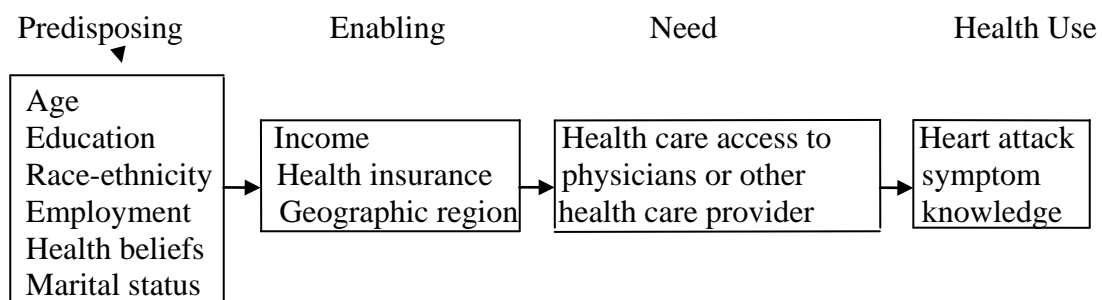 Predisposing Enabling Need Health Use
Age
Education
Race-ethnicity
Employment
Health beliefs
Marital status
Income
Health insurance
Geographic region
Health care access to
physicians or other
health care provider
Heart attack
symptom
knowledge